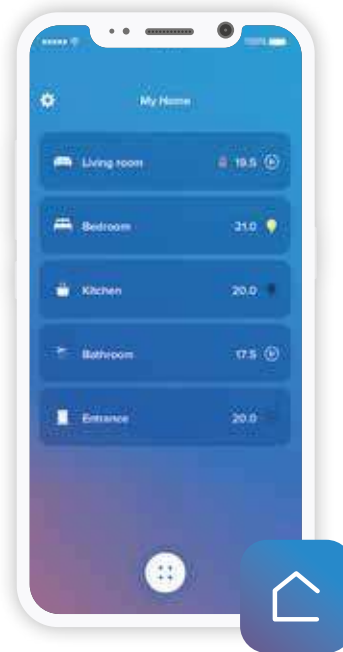 My Home
Living room 19.5
Bedroom 21.0
Kitchen 20.0
Bathroom 17.5
Entrance 20.0